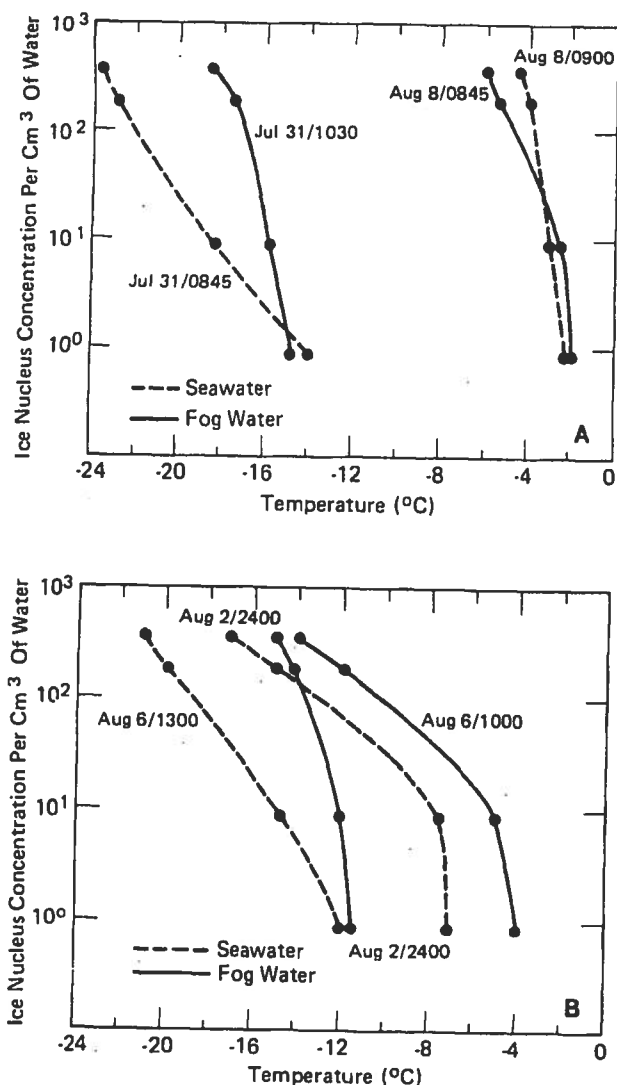 Ice Nucleus Concentration Per Cm³ Of Water
10³
10²
10¹
10⁰
Aug 8/0900
Aug 8/0845
Jul 31/1030
Jul 31/0845
Seawater
Fog Water
A
-24 -20 -16 -12 -8 -4 0
Temperature (°C)
Ice Nucleus Concentration Per Cm³ Of Water
10³
10²
10¹
10⁰
Aug 2/2400
Aug 6/1300
Aug 6/1000
Seawater
Fog Water
Aug 2/2400
B
-24 -20 -16 -12 -8 -4 0
Temperature (°C)